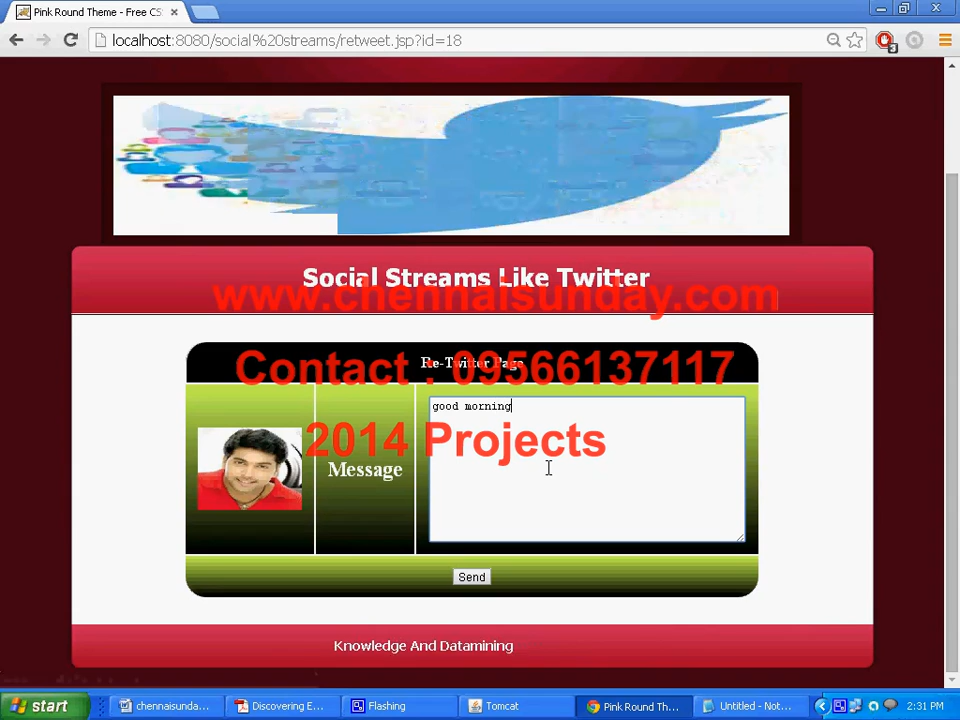 Pink Round Theme - Free CS
localhost:8080/social%20streams/retweet.jsp?id=18
3
Social Streams Like Twitter
www.chennaisunday.com
Re-Twitter Page
Contact : 09566137117
good morning
2014 Projects
Message
Send
Knowledge And Datamining
start
chennaisunda...
Discovering E...
Flashing
Tomcat
Pink Round Th...
Untitled - Not...
2:31 PM